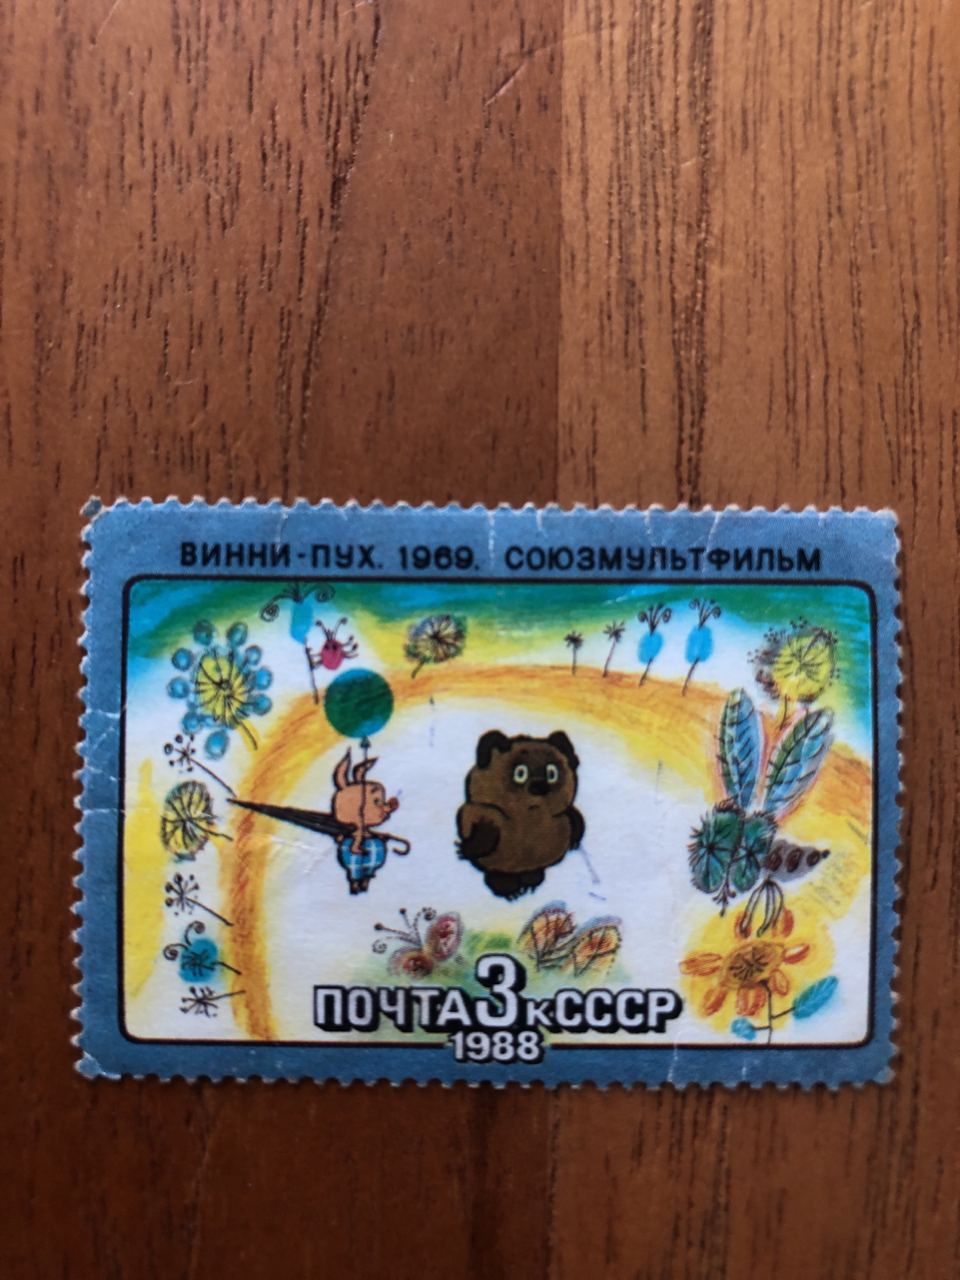 ВИННИ-ПУХ. 1969. СОЮЗМУЛЬТФИЛЬМ
ПОЧТА 3к СССР
1988